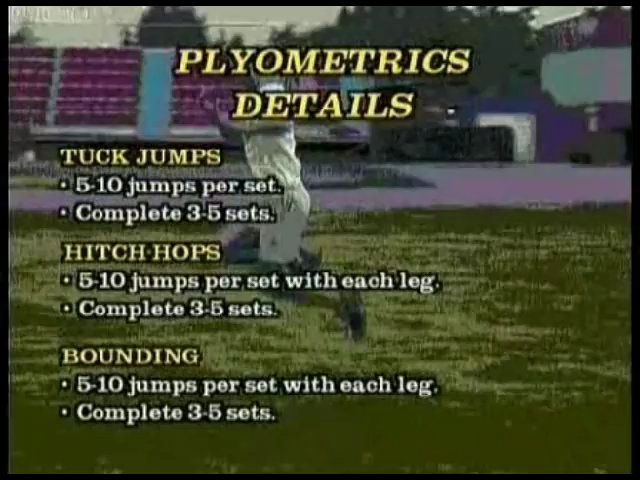 PLYOMETRICS
DETAILS
TUCK JUMPS
• 5-10 jumps per set.
• Complete 3-5 sets.
HITCH HOPS
• 5-10 jumps per set with each leg.
• Complete 3-5 sets.
BOUNDING
• 5-10 jumps per set with each leg.
• Complete 3-5 sets.